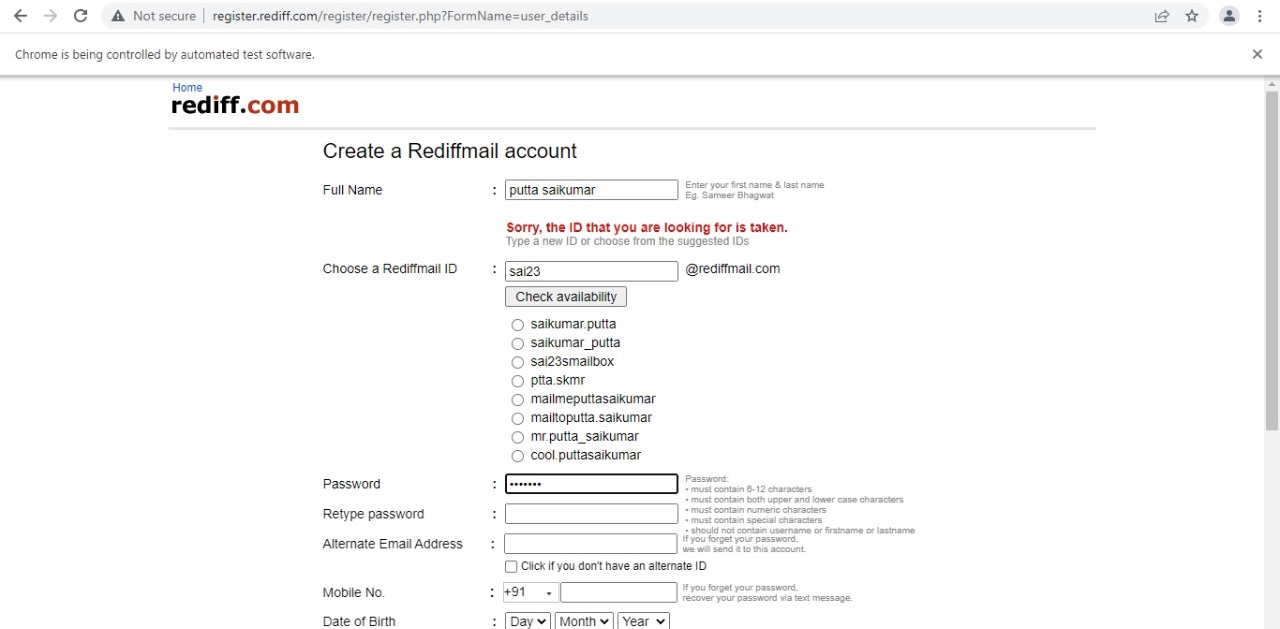 Not secure | register.rediff.com/register/register.php?FormName=user_details
Chrome is being controlled by automated test software.
Home
rediff.com
Create a Rediffmail account
Full Name : putta saikumar Enter your first name & last name
Eg. Sameer Bhagwat
Sorry, the ID that you are looking for is taken.
Type a new ID or choose from the suggested IDs
Choose a Rediffmail ID : sai23 @rediffmail.com
Check availability
saikumar.putta
saikumar_putta
sai23smailbox
ptta.skmr
mailmeputtasaikumar
mailtoputta.saikumar
mr.putta_saikumar
cool.puttasaikumar
Password : ••••••• Password:
• must contain 6-12 characters
• must contain both upper and lower case characters
• must contain numeric characters
• must contain special characters
• should not contain username or firstname or lastname
Retype password :
Alternate Email Address : If you forget your password,
we will send it to this account.
Click if you don't have an alternate ID
Mobile No. : +91 If you forget your password,
recover your password via text message.
Date of Birth : Day Month Year